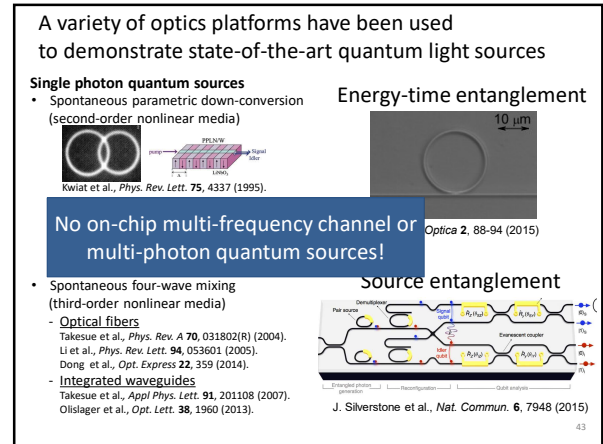 A variety of optics platforms have been used
to demonstrate state-of-the-art quantum light sources
Single photon quantum sources
• Spontaneous parametric down-conversion
(second-order nonlinear media)
PPLN/W
pump
Signal
Idler
Λ
LiNbO3
Kwiat et al., Phys. Rev. Lett. 75, 4337 (1995).
Energy-time entanglement
10 μm
Optica 2, 88-94 (2015)
No on-chip multi-frequency channel or
multi-photon quantum sources!
• Spontaneous four-wave mixing
(third-order nonlinear media)
- Optical fibers
Takesue et al., Phys. Rev. A 70, 031802(R) (2004).
Li et al., Phys. Rev. Lett. 94, 053601 (2005).
Dong et al., Opt. Express 22, 359 (2014).
- Integrated waveguides
Takesue et al., Appl Phys. Lett. 91, 201108 (2007).
Olislager et al., Opt. Lett. 38, 1960 (2013).
Source entanglement
Demultiplexer
Pair source
Signal
qubit
Idler
qubit
Evanescent coupler
Entangled photon
generation
Reconfiguration
Qubit analysis
J. Silverstone et al., Nat. Commun. 6, 7948 (2015)
43